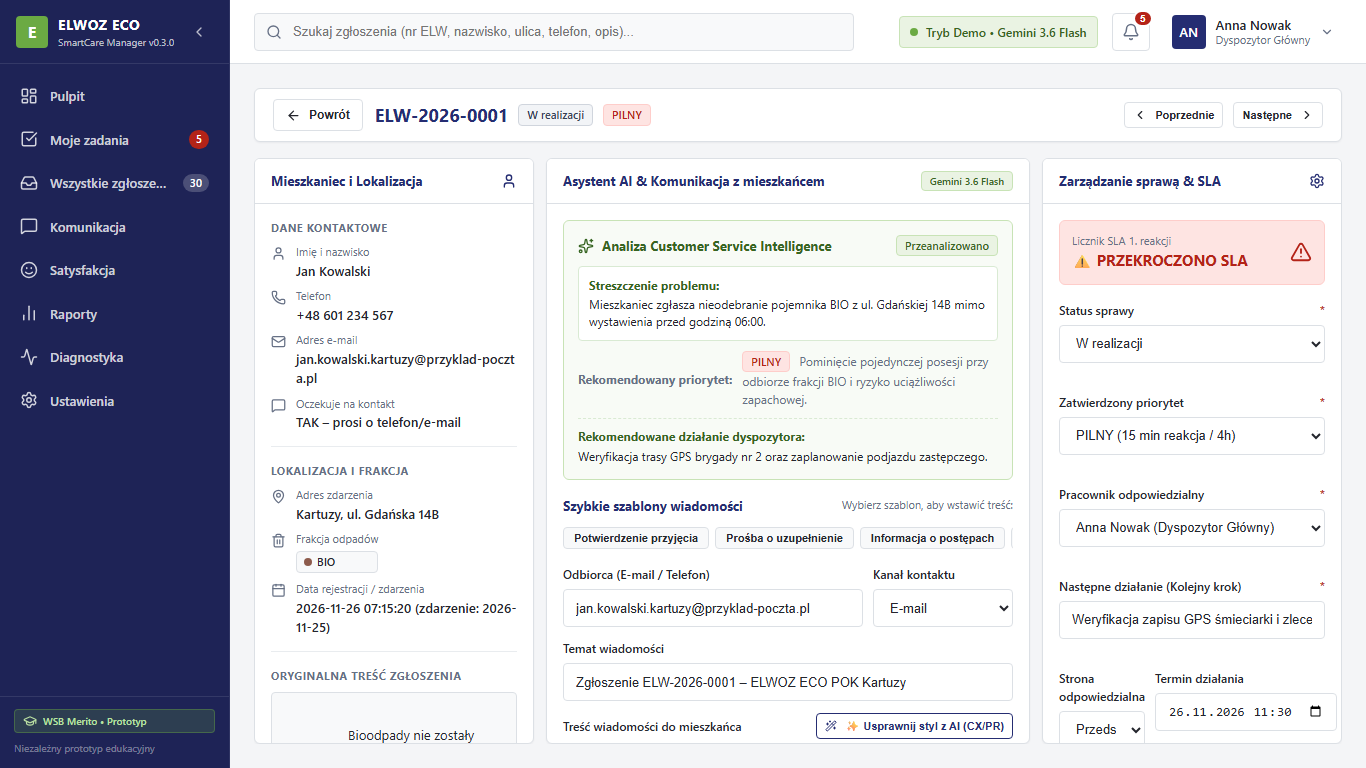 E
ELWOZ ECO
SmartCare Manager v0.3.0
Pulpit
Moje zadania
5
Wszystkie zgłosze...
30
Komunikacja
Satysfakcja
Raporty
Diagnostyka
Ustawienia
WSB Merito • Prototyp
Niezależny prototyp edukacyjny
Szukaj zgłoszenia (nr ELW, nazwisko, ulica, telefon, opis)...
Tryb Demo • Gemini 3.6 Flash
5
AN
Anna Nowak
Dyspozytor Główny
Powrót
ELW-2026-0001
W realizacji
PILNY
Poprzednie
Następne
Mieszkaniec i Lokalizacja
DANE KONTAKTOWE
Imię i nazwisko
Jan Kowalski
Telefon
+48 601 234 567
Adres e-mail
jan.kowalski.kartuzy@przyklad-poczt
a.pl
Oczekuje na kontakt
TAK – prosi o telefon/e-mail
LOKALIZACJA I FRAKCJA
Adres zdarzenia
Kartuzy, ul. Gdańska 14B
Frakcja odpadów
BIO
Data rejestracji / zdarzenia
2026-11-26 07:15:20 (zdarzenie: 2026-
11-25)
ORYGINALNA TREŚĆ ZGŁOSZENIA
Bioodpady nie zostały
Asystent AI & Komunikacja z mieszkańcem
Gemini 3.6 Flash
Analiza Customer Service Intelligence
Przeanalizowano
Streszczenie problemu:
Mieszkaniec zgłasza nieodebranie pojemnika BIO z ul. Gdańskiej 14B mimo
wystawienia przed godziną 06:00.
Rekomendowany priorytet:
PILNY Pominięcie pojedynczej posesji przy
odbiorze frakcji BIO i ryzyko uciążliwości
zapachowej.
Rekomendowane działanie dyspozytora:
Weryfikacja trasy GPS brygady nr 2 oraz zaplanowanie podjazdu zastępczego.
Szybkie szablony wiadomości
Wybierz szablon, aby wstawić treść:
Potwierdzenie przyjęcia
Prośba o uzupełnienie
Informacja o postępach
Odbiorca (E-mail / Telefon)
Kanał kontaktu
jan.kowalski.kartuzy@przyklad-poczta.pl
E-mail
Temat wiadomości
Zgłoszenie ELW-2026-0001 – ELWOZ ECO POK Kartuzy
Treść wiadomości do mieszkańca
Usprawnij styl z AI (CX/PR)
Zarządzanie sprawą & SLA
Licznik SLA 1. reakcji
PRZEKROCZONO SLA
Status sprawy *
W realizacji
Zatwierdzony priorytet *
PILNY (15 min reakcja / 4h)
Pracownik odpowiedzialny *
Anna Nowak (Dyspozytor Główny)
Następne działanie (Kolejny krok) *
Weryfikacja zapisu GPS śmieciarki i zlece
Strona
odpowiedzialna
Przeds
Termin działania
26.11.2026 11:30